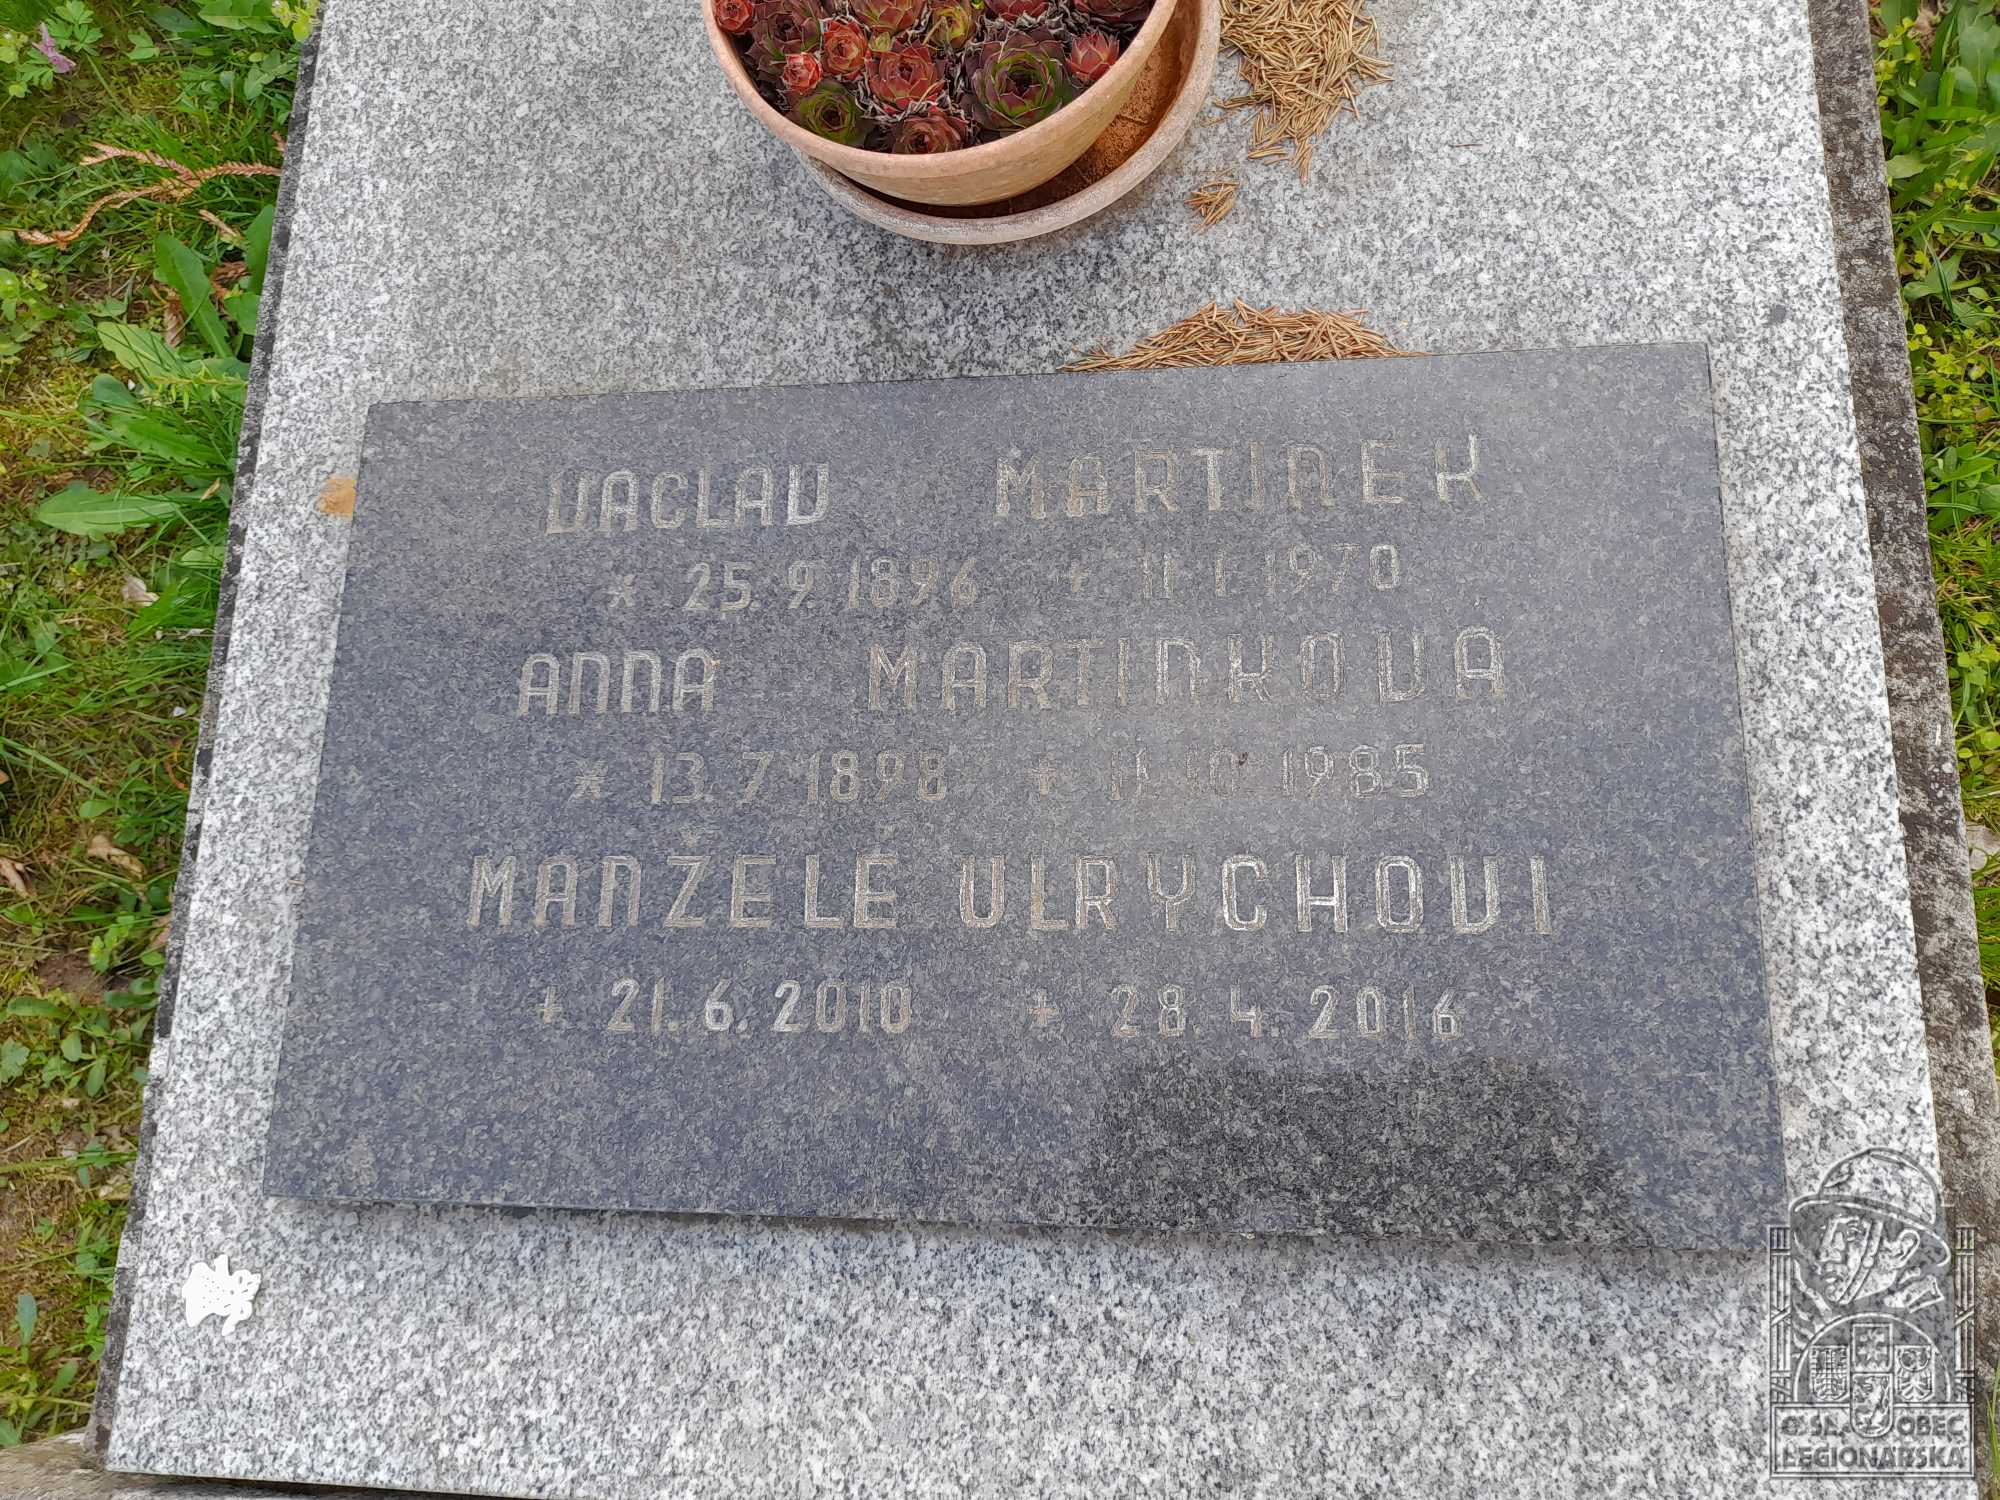 VACLAV MARTINEK
* 25. 9. 1896 + 11. 1. 1970
ANNA MARTINKOVA
* 13. 7. 1898 + 11. 10. 1985
MANŽELÉ ULRYCHOVI
+ 21. 6. 2010 + 28. 4. 2016
ČSL. OBEC
LEGIONÁŘSKÁ